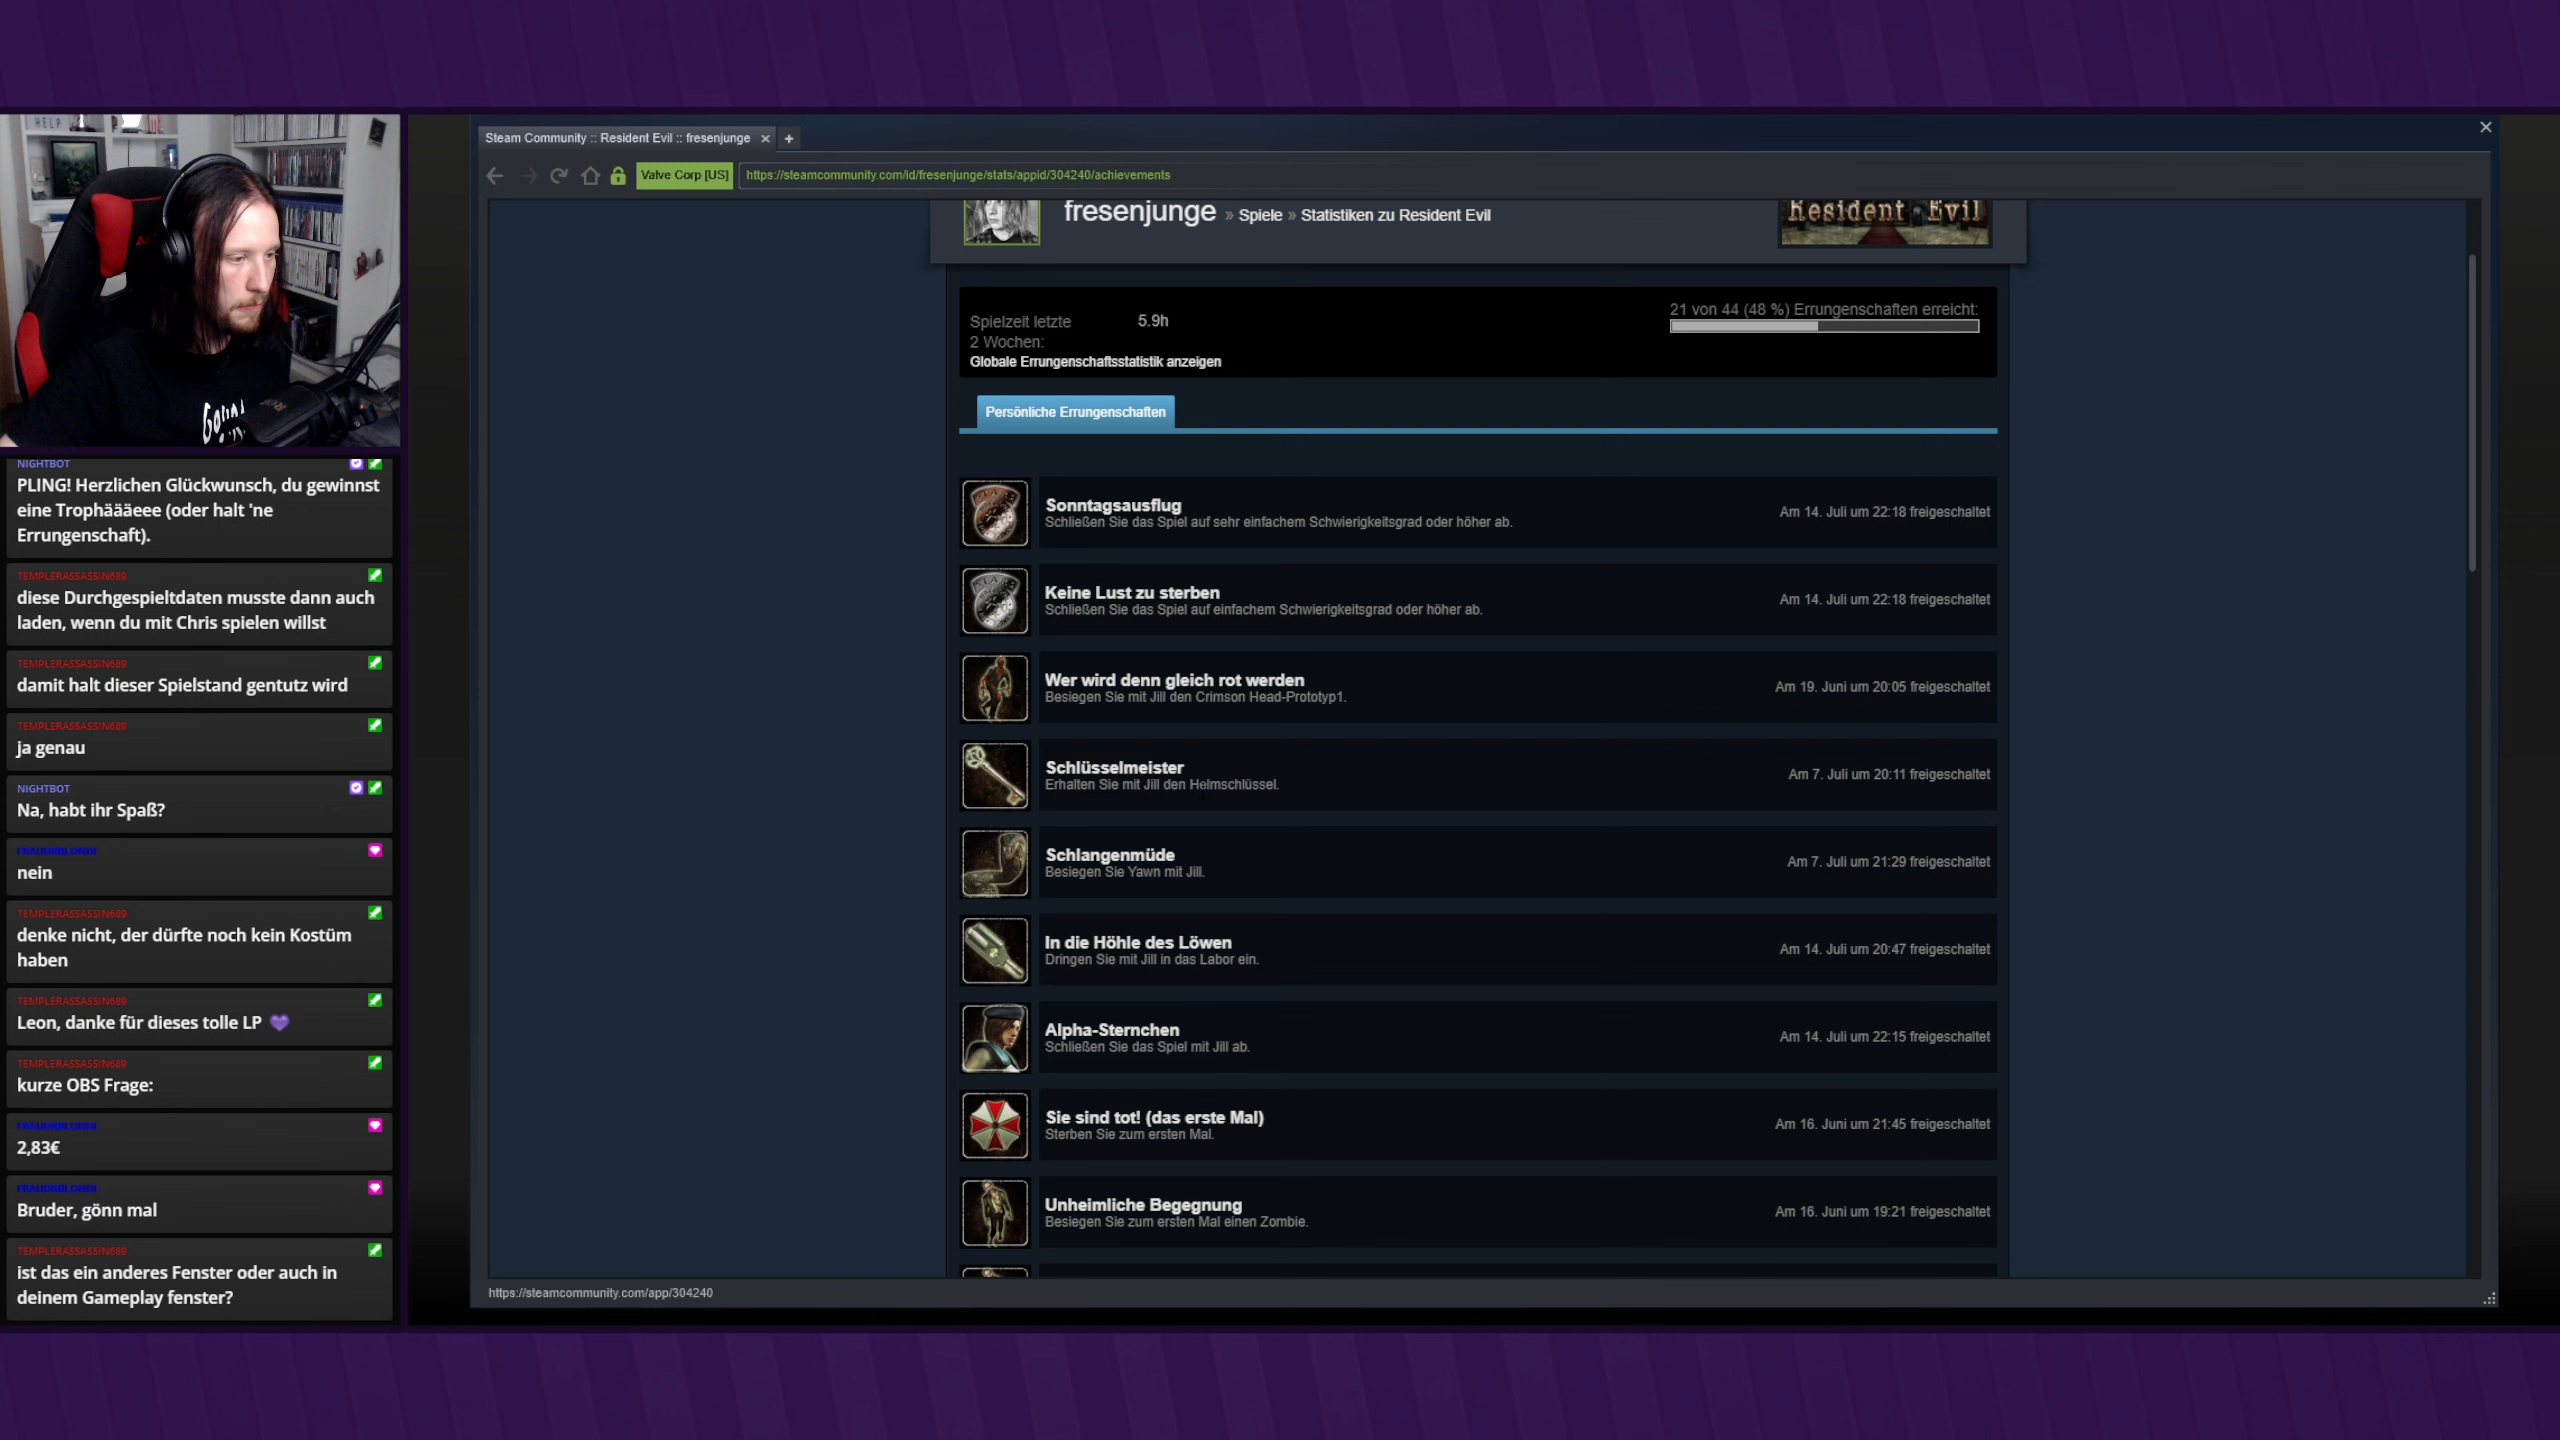 HELP
NIGHTBOT
PLING! Herzlichen Glückwunsch, du gewinnst
eine Trophäääeee (oder halt 'ne
Errungenschaft).
TEMPLERASSASSIN689
diese Durchgespieltdaten musste dann auch
laden, wenn du mit Chris spielen willst
TEMPLERASSASSIN689
damit halt dieser Spielstand gentutz wird
TEMPLERASSASSIN689
ja genau
NIGHTBOT
Na, habt ihr Spaß?
nein
TEMPLERASSASSIN689
denke nicht, der dürfte noch kein Kostüm
haben
TEMPLERASSASSIN689
Leon, danke für dieses tolle LP
TEMPLERASSASSIN689
kurze OBS Frage:
2,83€
Bruder, gönn mal
TEMPLERASSASSIN689
ist das ein anderes Fenster oder auch in
deinem Gameplay fenster?
Steam Community :: Resident Evil :: fresenjunge
Valve Corp [US]
https://steamcommunity.com/id/fresenjunge/stats/appid/304240/achievements
fresenjunge » Spiele » Statistiken zu Resident Evil
Resident Evil
Spielzeit letzte
2 Wochen:
5.9h
Globale Errungenschaftsstatistik anzeigen
21 von 44 (48 %) Errungenschaften erreicht:
Persönliche Errungenschaften
Sonntagsausflug
Schließen Sie das Spiel auf sehr einfachem Schwierigkeitsgrad oder höher ab.
Am 14. Juli um 22:18 freigeschaltet
Keine Lust zu sterben
Schließen Sie das Spiel auf einfachem Schwierigkeitsgrad oder höher ab.
Am 14. Juli um 22:18 freigeschaltet
Wer wird denn gleich rot werden
Besiegen Sie mit Jill den Crimson Head-Prototyp1.
Am 19. Juni um 20:05 freigeschaltet
Schlüsselmeister
Erhalten Sie mit Jill den Helmschlüssel.
Am 7. Juli um 20:11 freigeschaltet
Schlangenmüde
Besiegen Sie Yawn mit Jill.
Am 7. Juli um 21:29 freigeschaltet
In die Höhle des Löwen
Dringen Sie mit Jill in das Labor ein.
Am 14. Juli um 20:47 freigeschaltet
Alpha-Sternchen
Schließen Sie das Spiel mit Jill ab.
Am 14. Juli um 22:15 freigeschaltet
Sie sind tot! (das erste Mal)
Sterben Sie zum ersten Mal.
Am 16. Juni um 21:45 freigeschaltet
Unheimliche Begegnung
Besiegen Sie zum ersten Mal einen Zombie.
Am 16. Juni um 19:21 freigeschaltet
https://steamcommunity.com/app/304240